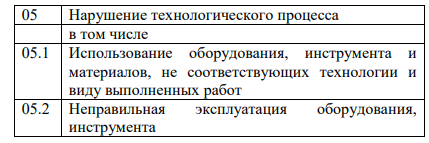 05 Нарушение технологического процесса
в том числе
05.1 Использование оборудования, инструмента и
материалов, не соответствующих технологии и
виду выполненных работ
05.2 Неправильная эксплуатация оборудования,
инструмента